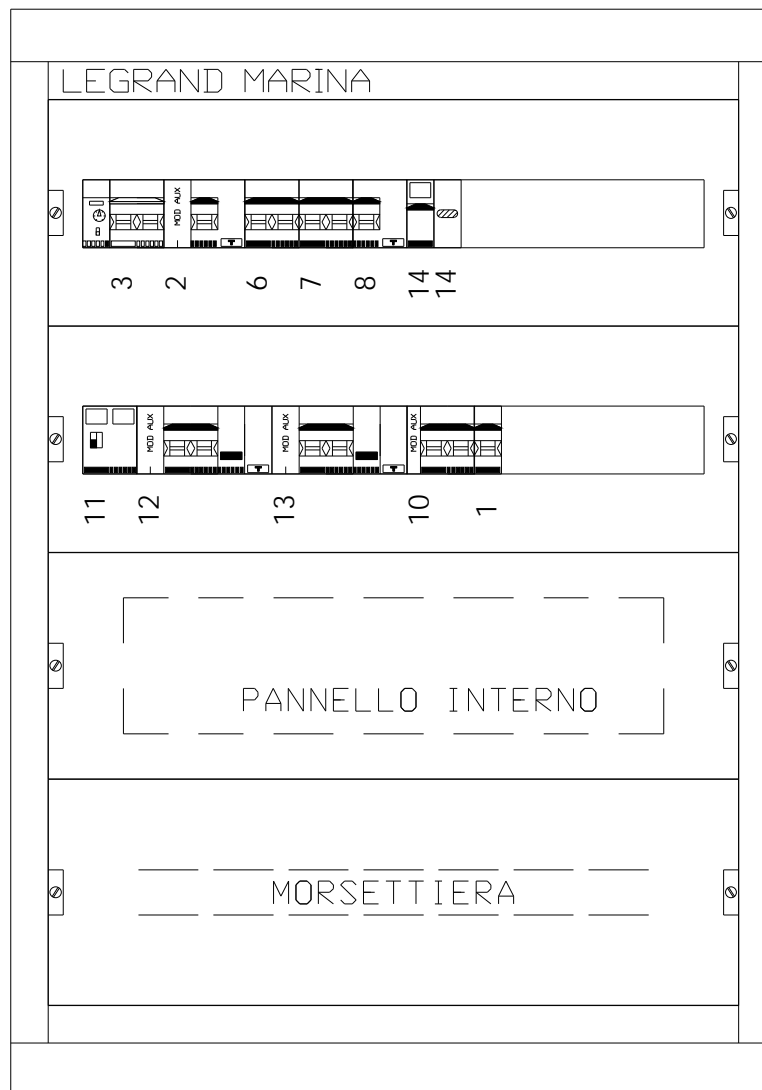 LEGRAND MARINA
MOD AUX
3 2 6 7 8 14 14
MOD AUX MOD AUX MOD AUX
11 12 13 10 1
PANNELLO INTERNO
MORSETTIERA